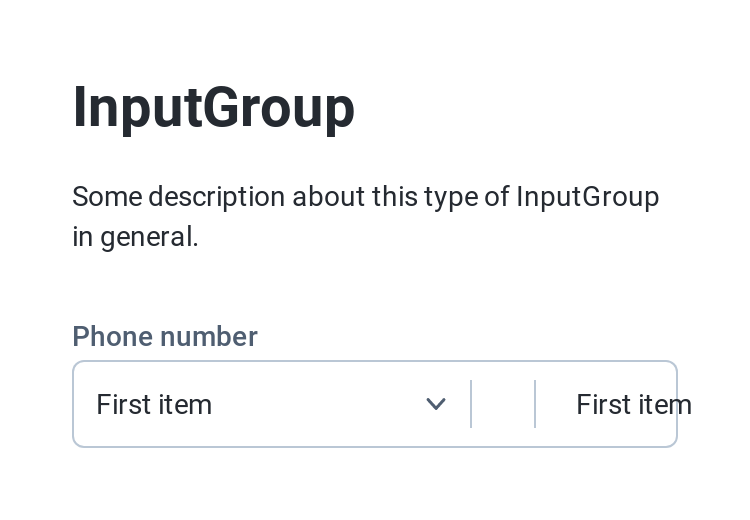 InputGroup
Some description about this type of InputGroup
in general.
Phone number
First item First item